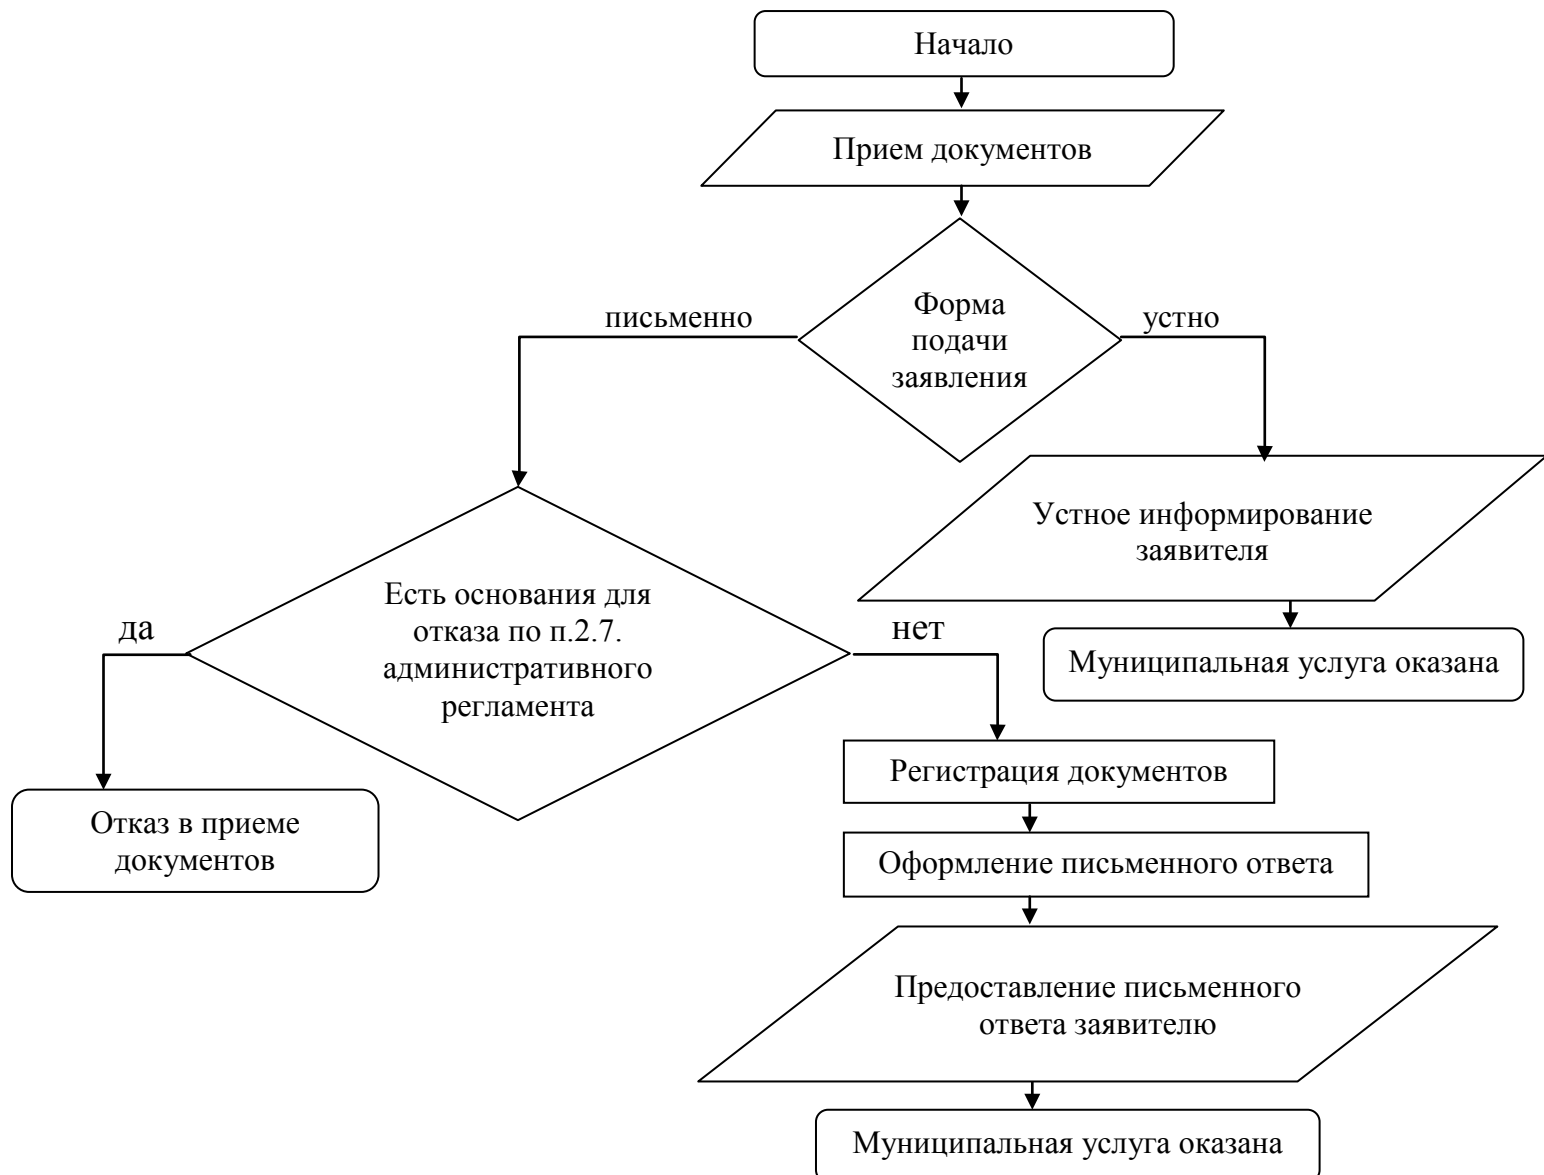 Начало
Прием документов
Форма
подачи
заявления
письменно
устно
Устное информирование
заявителя
Муниципальная услуга оказана
Есть основания для
отказа по п.2.7.
административного
регламента
да
нет
Отказ в приеме
документов
Регистрация документов
Оформление письменного ответа
Предоставление письменного
ответа заявителю
Муниципальная услуга оказана